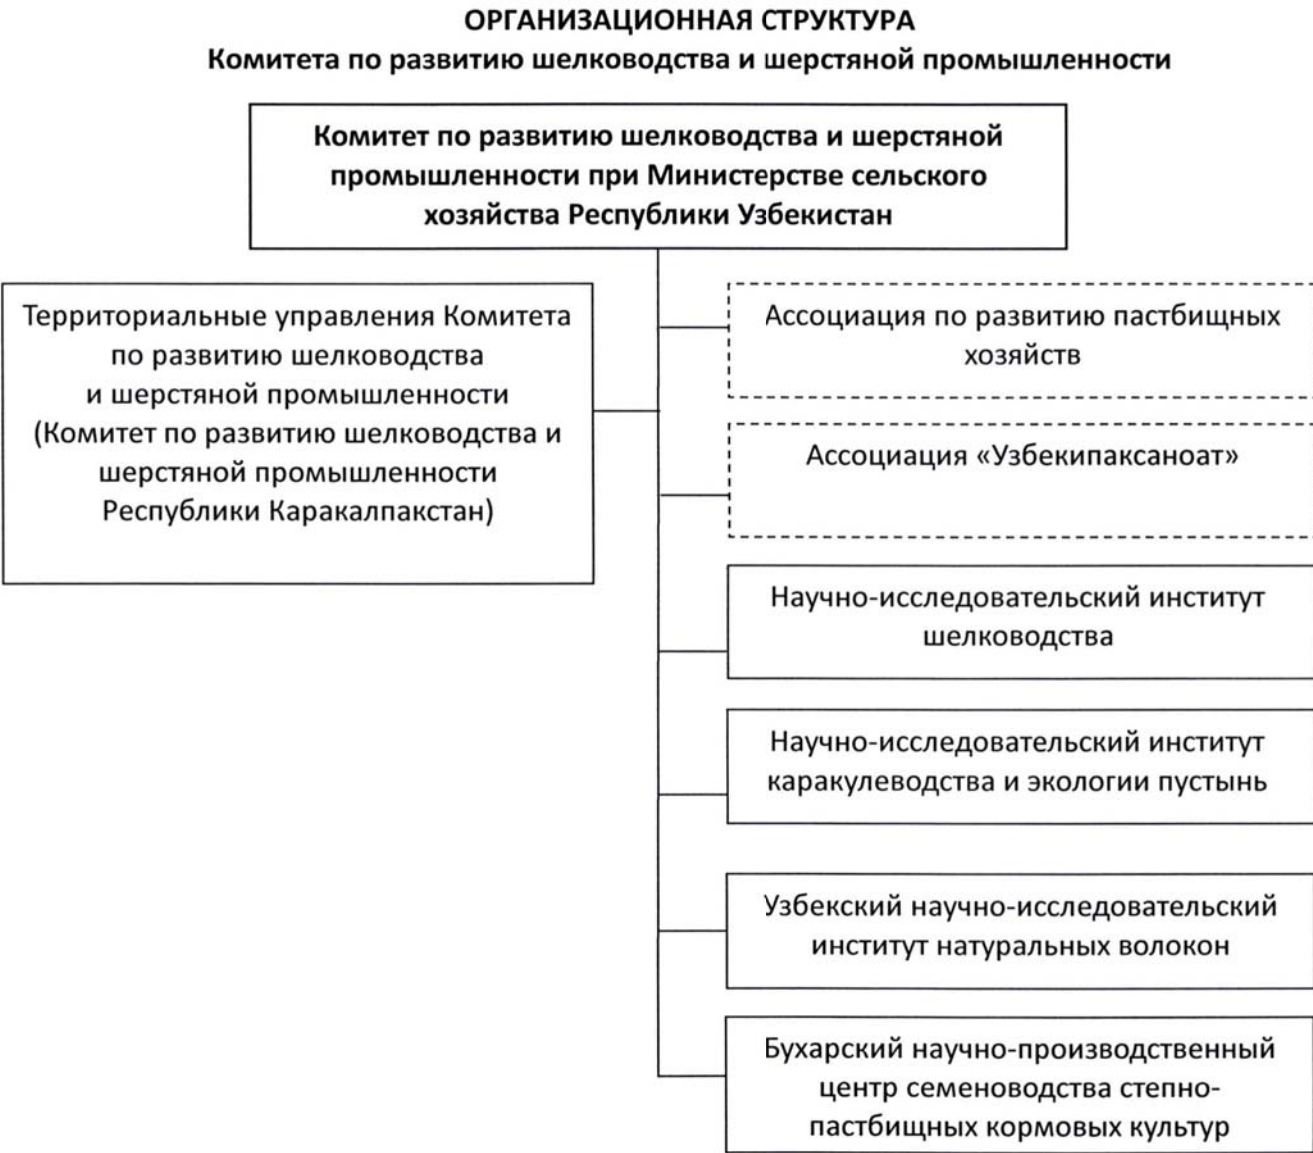 ОРГАНИЗАЦИОННАЯ СТРУКТУРА
Комитета по развитию шелководства и шерстяной промышленности
Комитет по развитию шелководства и шерстяной
промышленности при Министерстве сельского
хозяйства Республики Узбекистан
Территориальные управления Комитета
по развитию шелководства
и шерстяной промышленности
(Комитет по развитию шелководства и
шерстяной промышленности
Республики Каракалпакстан)
Ассоциация по развитию пастбищных
хозяйств
Ассоциация «Узбекипаксаноат»
Научно-исследовательский институт
шелководства
Научно-исследовательский институт
каракулеводства и экологии пустынь
Узбекский научно-исследовательский
институт натуральных волокон
Бухарский научно-производственный
центр семеноводства степно-
пастбищных кормовых культур